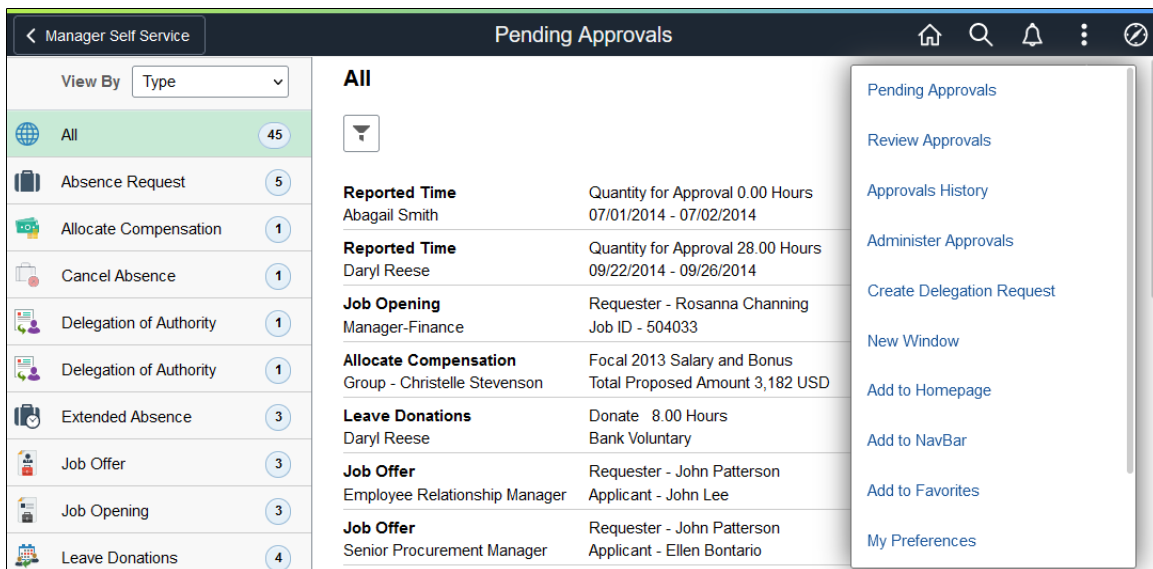 Manager Self Service
Pending Approvals
View By Type
All 45
Absence Request 5
Allocate Compensation 1
Cancel Absence 1
Delegation of Authority 1
Delegation of Authority 1
Extended Absence 3
Job Offer 3
Job Opening 3
Leave Donations 4
All
Reported Time Quantity for Approval 0.00 Hours
Abagail Smith 07/01/2014 - 07/02/2014
Reported Time Quantity for Approval 28.00 Hours
Daryl Reese 09/22/2014 - 09/26/2014
Job Opening Requester - Rosanna Channing
Manager-Finance Job ID - 504033
Allocate Compensation Focal 2013 Salary and Bonus
Group - Christelle Stevenson Total Proposed Amount 3,182 USD
Leave Donations Donate 8.00 Hours
Daryl Reese Bank Voluntary
Job Offer Requester - John Patterson
Employee Relationship Manager Applicant - John Lee
Job Offer Requester - John Patterson
Senior Procurement Manager Applicant - Ellen Bontario
Pending Approvals
Review Approvals
Approvals History
Administer Approvals
Create Delegation Request
New Window
Add to Homepage
Add to NavBar
Add to Favorites
My Preferences